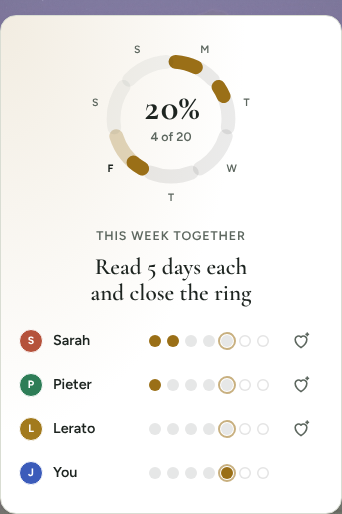 S
M
S
20%
T
4 of 20
F
W
T
THIS WEEK TOGETHER
Read 5 days each
and close the ring
S Sarah
P Pieter
L Lerato
J You